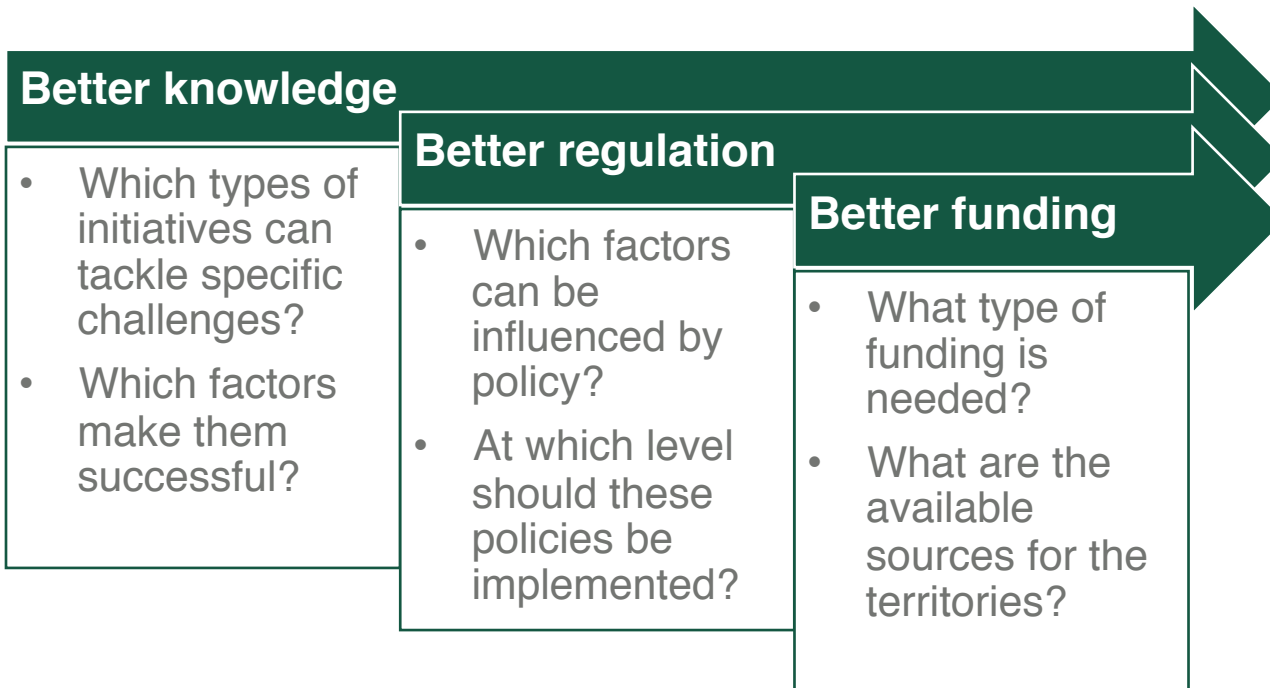 Better knowledge
• Which types of
initiatives can
tackle specific
challenges?
• Which factors
make them
successful?
Better regulation
• Which factors
can be
influenced by
policy?
• At which level
should these
policies be
implemented?
Better funding
• What type of
funding is
needed?
• What are the
available
sources for the
territories?